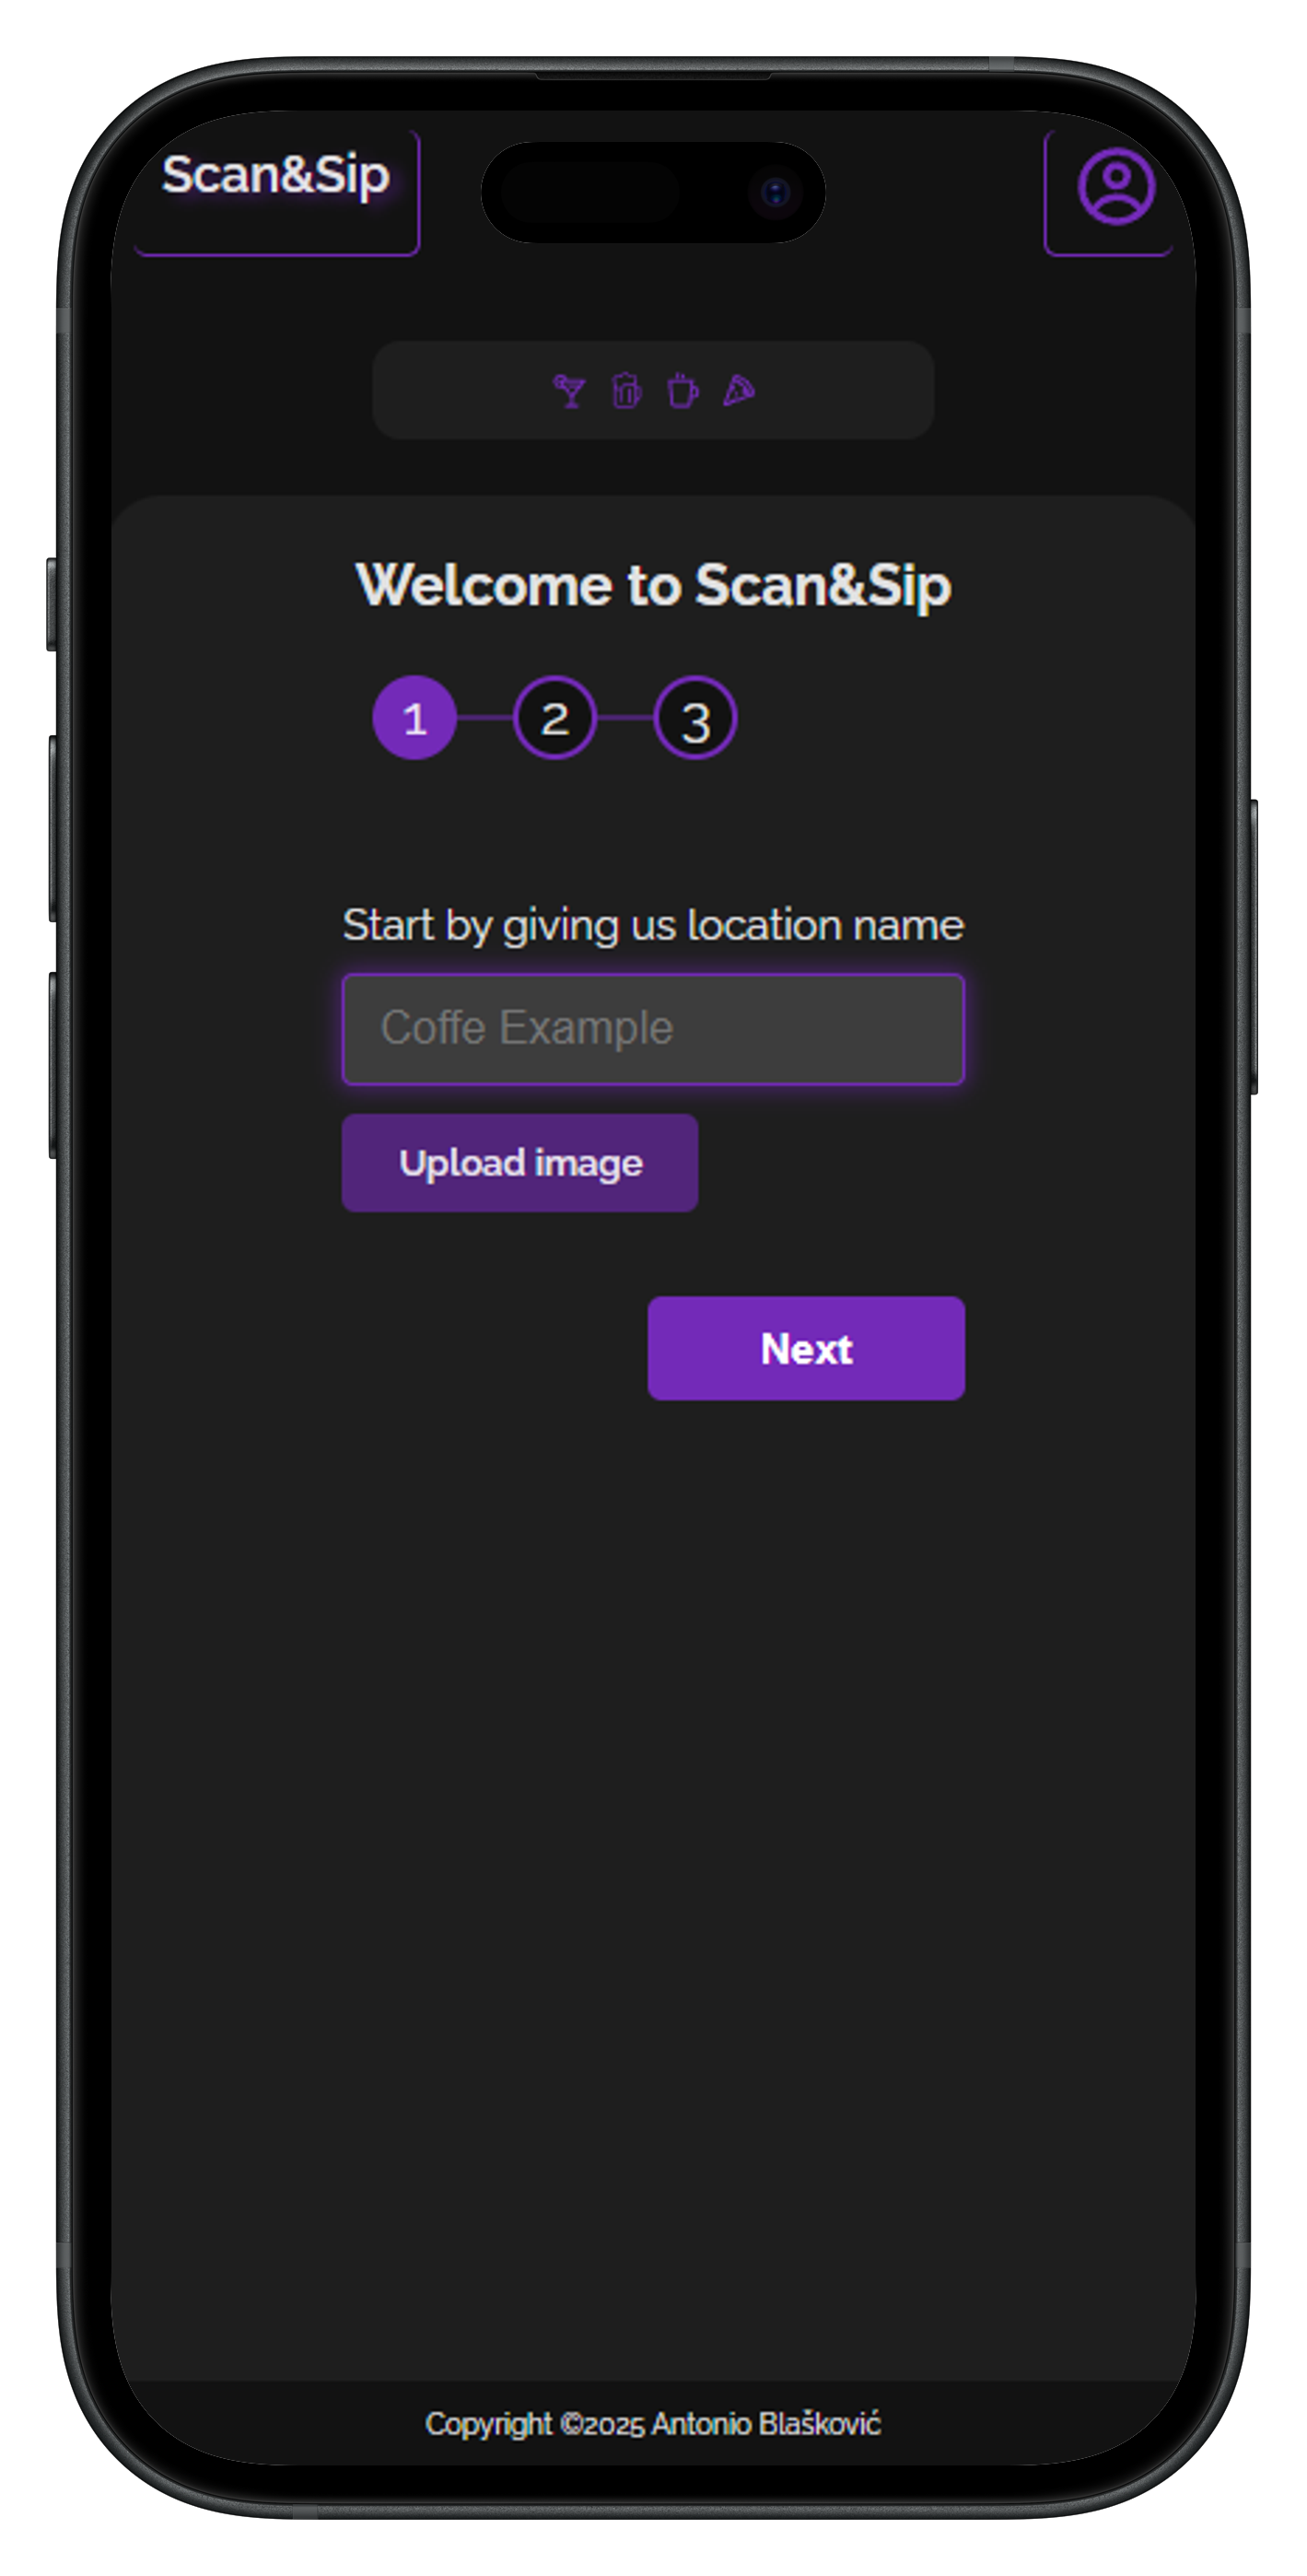 Scan&Sip
Welcome to Scan&Sip
1 2 3
Start by giving us location name
Coffe Example
Upload image
Next
Copyright ©2025 Antonio Blašković